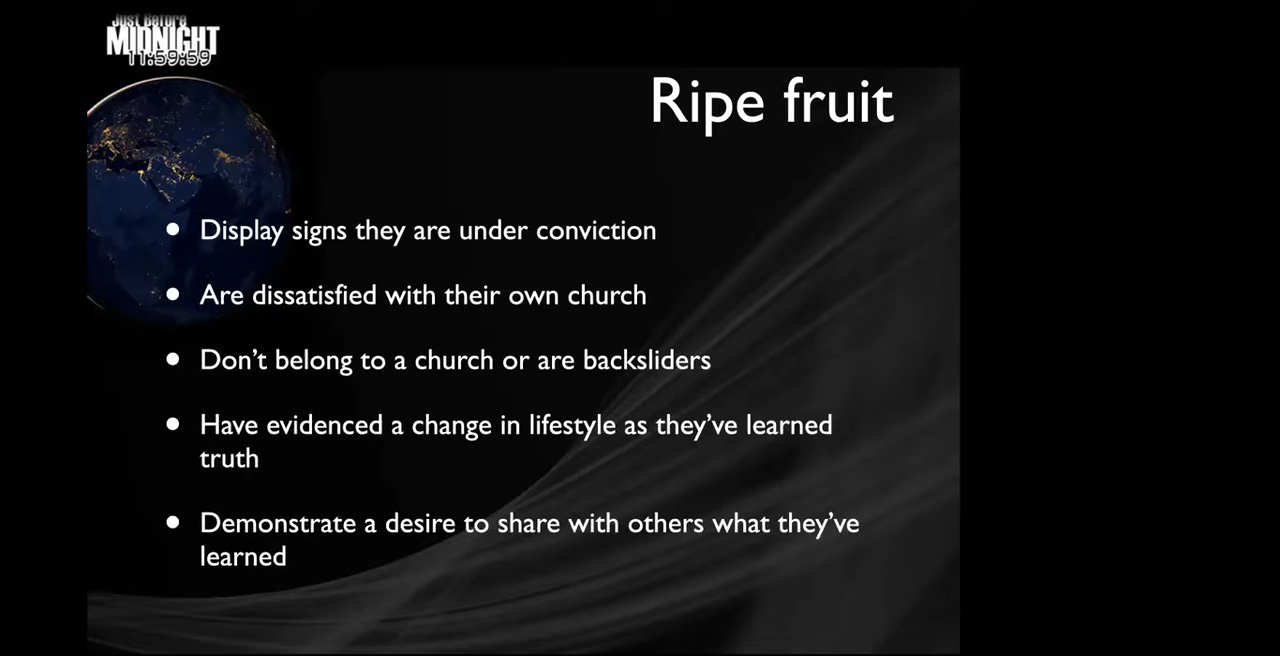 Just Before
MIDNIGHT
11:59:59
Ripe fruit
• Display signs they are under conviction
• Are dissatisfied with their own church
• Don’t belong to a church or are backsliders
• Have evidenced a change in lifestyle as they’ve learned
truth
• Demonstrate a desire to share with others what they’ve
learned